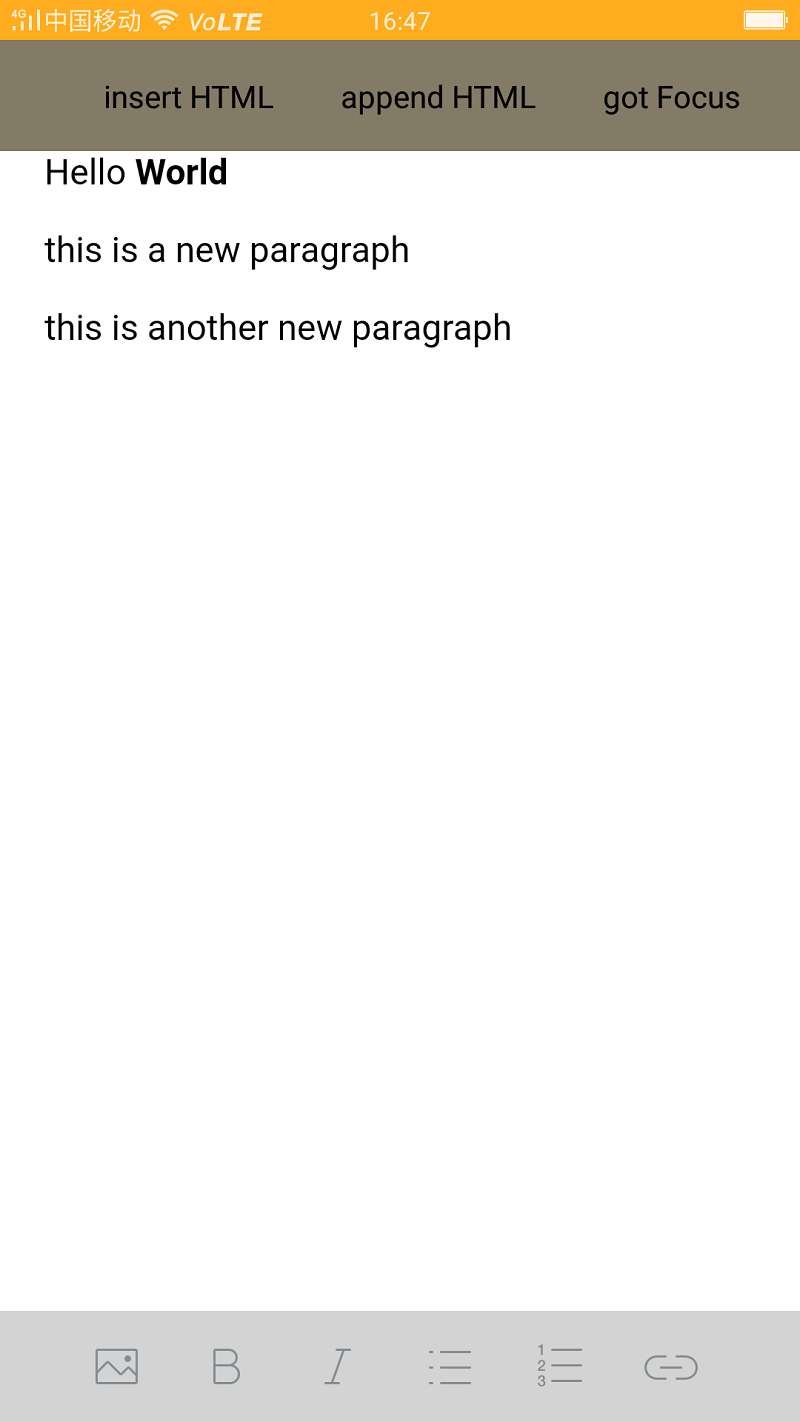 4G 中国移动 VoLTE 16:47
insert HTML append HTML got Focus
Hello World
this is a new paragraph
this is another new paragraph
B I 1 2 3